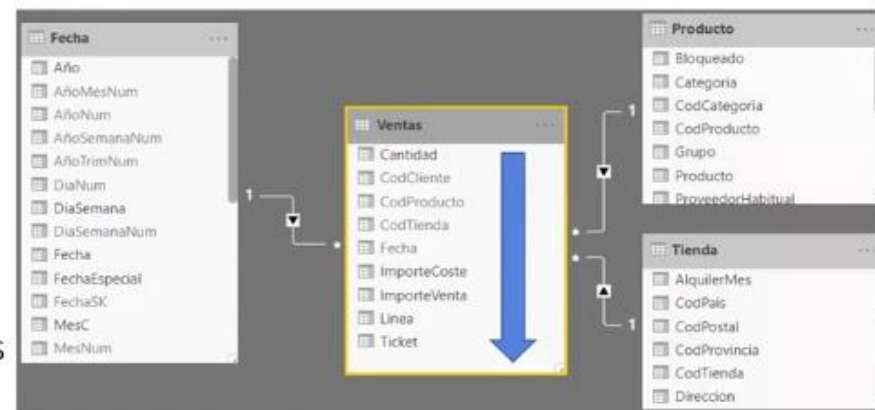 Fecha
Año
AñoMesNum
AñoNum
AñoSemanaNum
AñoTrimNum
DiaNum
DiaSemana
DiaSemanaNum
Fecha
FechaEspecial
FechaSK
MesC
MesNum
1
*
Ventas
Cantidad
CodCliente
CodProducto
CodTienda
Fecha
ImporteCoste
ImporteVenta
Linea
Ticket
*
*
1
1
Producto
Bloqueado
Categoria
CodCategoria
CodProducto
Grupo
Producto
ProveedorHabitual
Tienda
AlquilerMes
CodPais
CodPostal
CodProvincia
CodTienda
Direccion
s